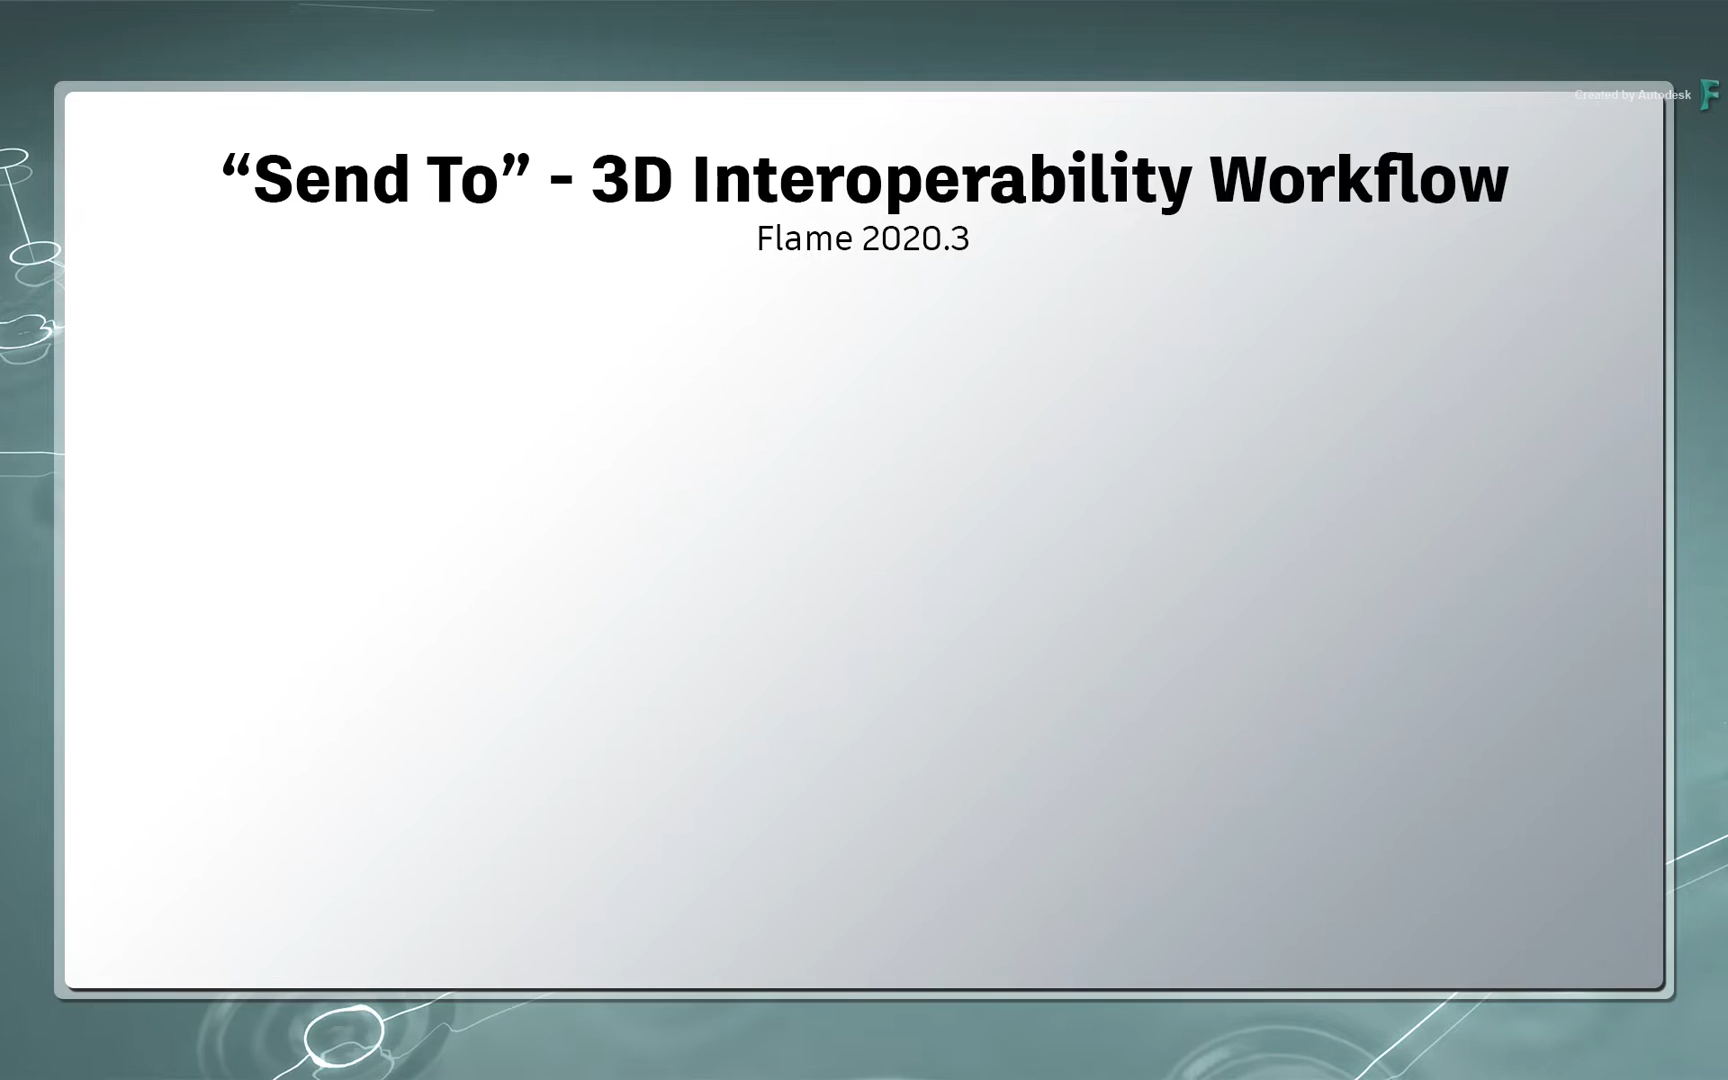 Created by Autodesk
“Send To” - 3D Interoperability Workflow
Flame 2020.3